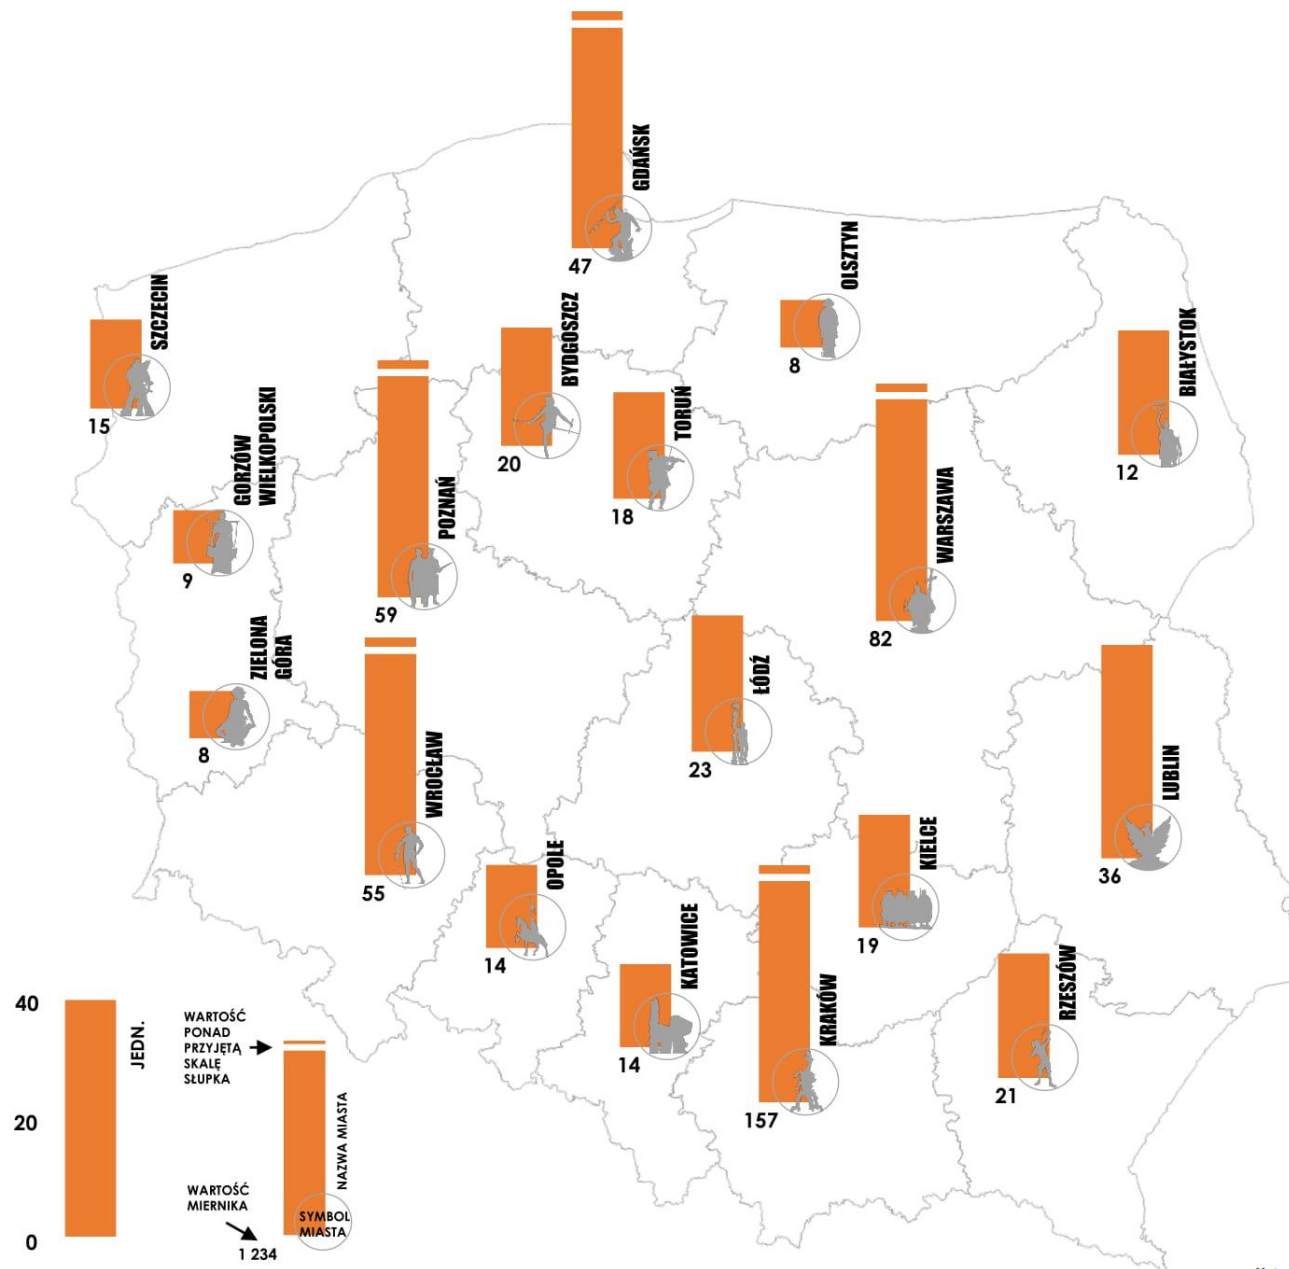 GDAŃSK
47
OLSZTYN
8
SZCZECIN
15
BYDGOSZCZ
20
BIAŁYSTOK
12
TORUŃ
18
GORZÓW
WIELKOPOLSKI
9
POZNAŃ
59
WARSZAWA
82
ZIELONA
GÓRA
8
ŁÓDŹ
23
WROCŁAW
55
LUBLIN
36
KIELCE
19
OPOLE
14
KATOWICE
14
KRAKÓW
157
RZESZÓW
21
40
20
0
JEDN.
WARTOŚĆ
PONAD
PRZYJĘTĄ
SKALĘ
SŁUPKA
NAZWA MIASTA
WARTOŚĆ
MIERNIKA
1 234
SYMBOL
MIASTA